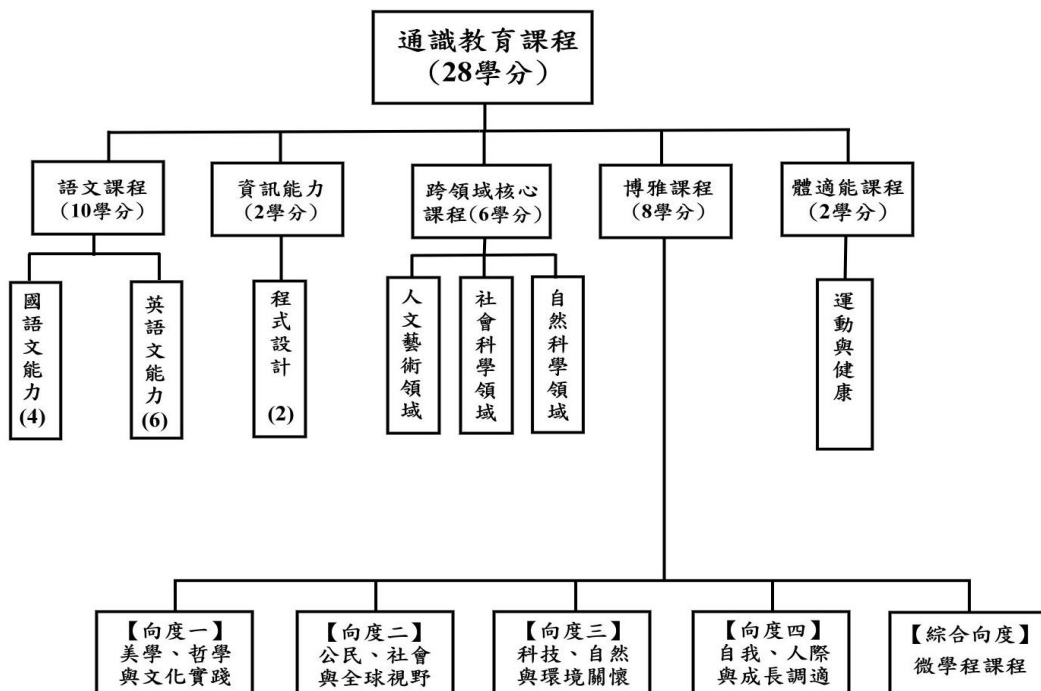 通識教育課程
(28學分)
語文課程
(10學分)
資訊能力
(2學分)
跨領域核心
課程(6學分)
博雅課程
(8學分)
體適能課程
(2學分)
國語文能力(4)
英語文能力(6)
程式設計(2)
人文藝術領域
社會科學領域
自然科學領域
運動與健康
【向度一】
美學、哲學
與文化實踐
【向度二】
公民、社會
與全球視野
【向度三】
科技、自然
與環境關懷
【向度四】
自我、人際
與成長調適
【綜合向度】
微學程課程